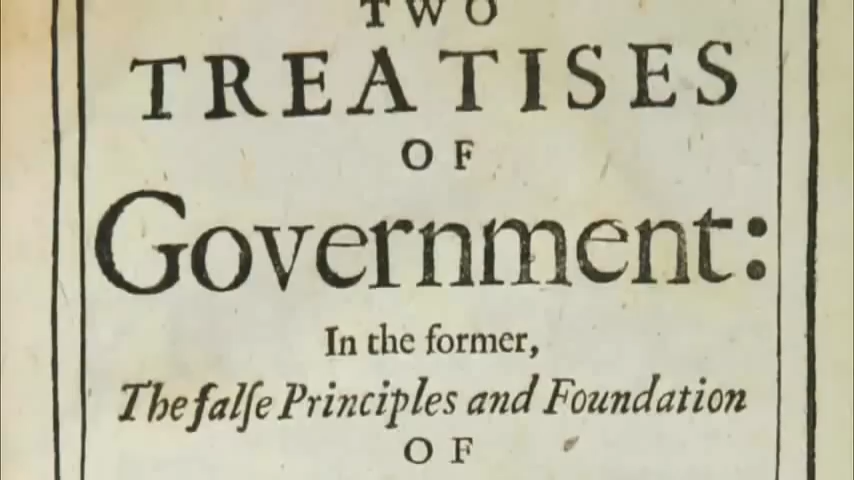 TWO
TREATISES
OF
Government:
In the former,
The falſe Principles and Foundation
OF